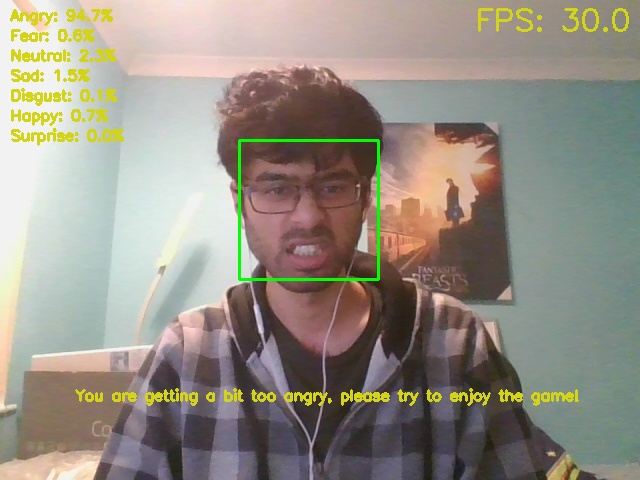 Angry: 94.7%
Fear: 0.6%
Neutral: 2.3%
Sad: 1.5%
Disgust: 0.1%
Happy: 0.7%
Surprise: 0.0%
FPS: 30.0
FANTASTIC
BEASTS
You are getting a bit too angry, please try to enjoy the game!
Co